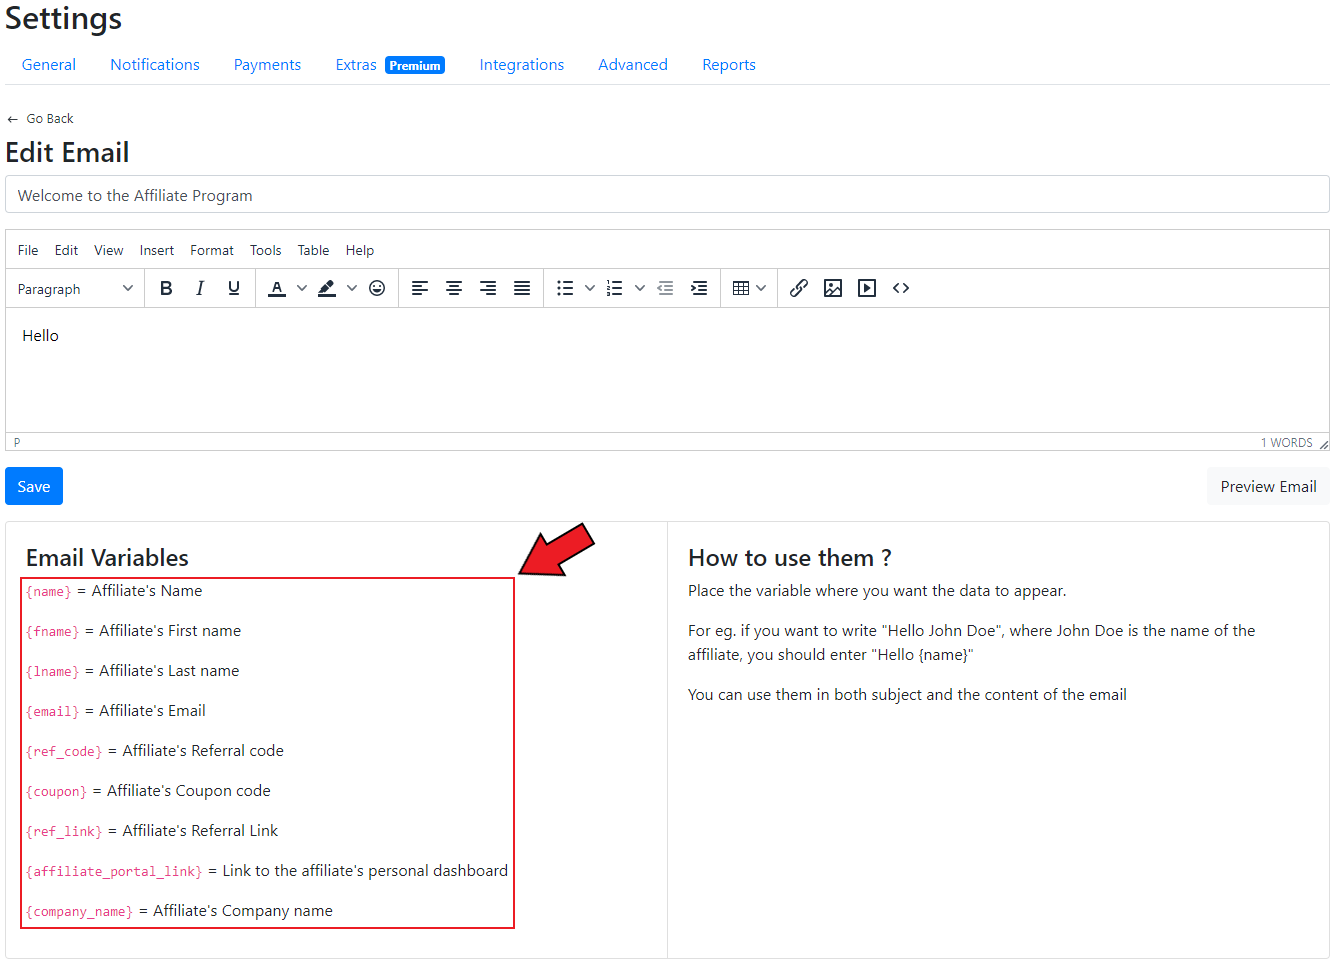 Settings
General Notifications Payments Extras Premium Integrations Advanced Reports
← Go Back
Edit Email
Welcome to the Affiliate Program
File Edit View Insert Format Tools Table Help
Paragraph B I U A
Hello
P 1 WORDS
Save Preview Email
Email Variables
{name} = Affiliate's Name
{fname} = Affiliate's First name
{lname} = Affiliate's Last name
{email} = Affiliate's Email
{ref_code} = Affiliate's Referral code
{coupon} = Affiliate's Coupon code
{ref_link} = Affiliate's Referral Link
{affiliate_portal_link} = Link to the affiliate's personal dashboard
{company_name} = Affiliate's Company name
How to use them ?
Place the variable where you want the data to appear.
For eg. if you want to write "Hello John Doe", where John Doe is the name of the
affiliate, you should enter "Hello {name}"
You can use them in both subject and the content of the email